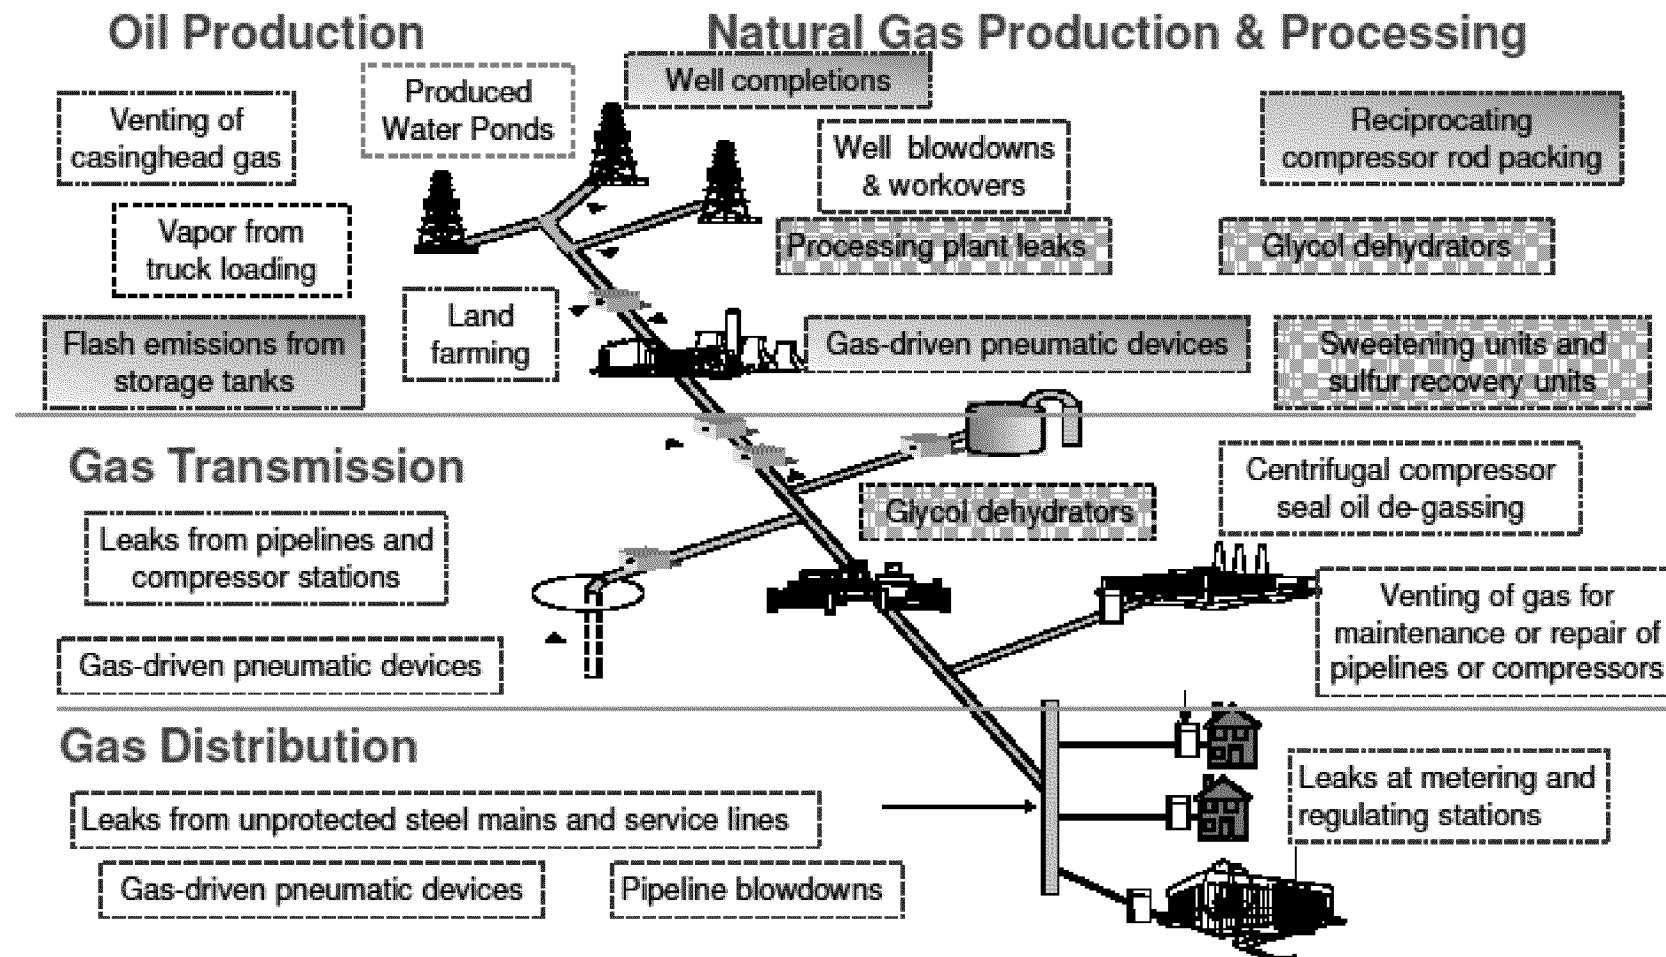 Oil Production
Natural Gas Production & Processing
Produced
Water Ponds
Well completions
Venting of
casinghead gas
Reciprocating
compressor rod packing
Well blowdowns
& workovers
Vapor from
truck loading
Processing plant leaks
Glycol dehydrators
Land
farming
Flash emissions from
storage tanks
Gas-driven pneumatic devices
Sweetening units and
sulfur recovery units
Gas Transmission
Centrifugal compressor
seal oil de-gassing
Glycol dehydrators
Leaks from pipelines and
compressor stations
Venting of gas for
maintenance or repair of
pipelines or compressors
Gas-driven pneumatic devices
Gas Distribution
Leaks at metering and
regulating stations
Leaks from unprotected steel mains and service lines
Gas-driven pneumatic devices
Pipeline blowdowns